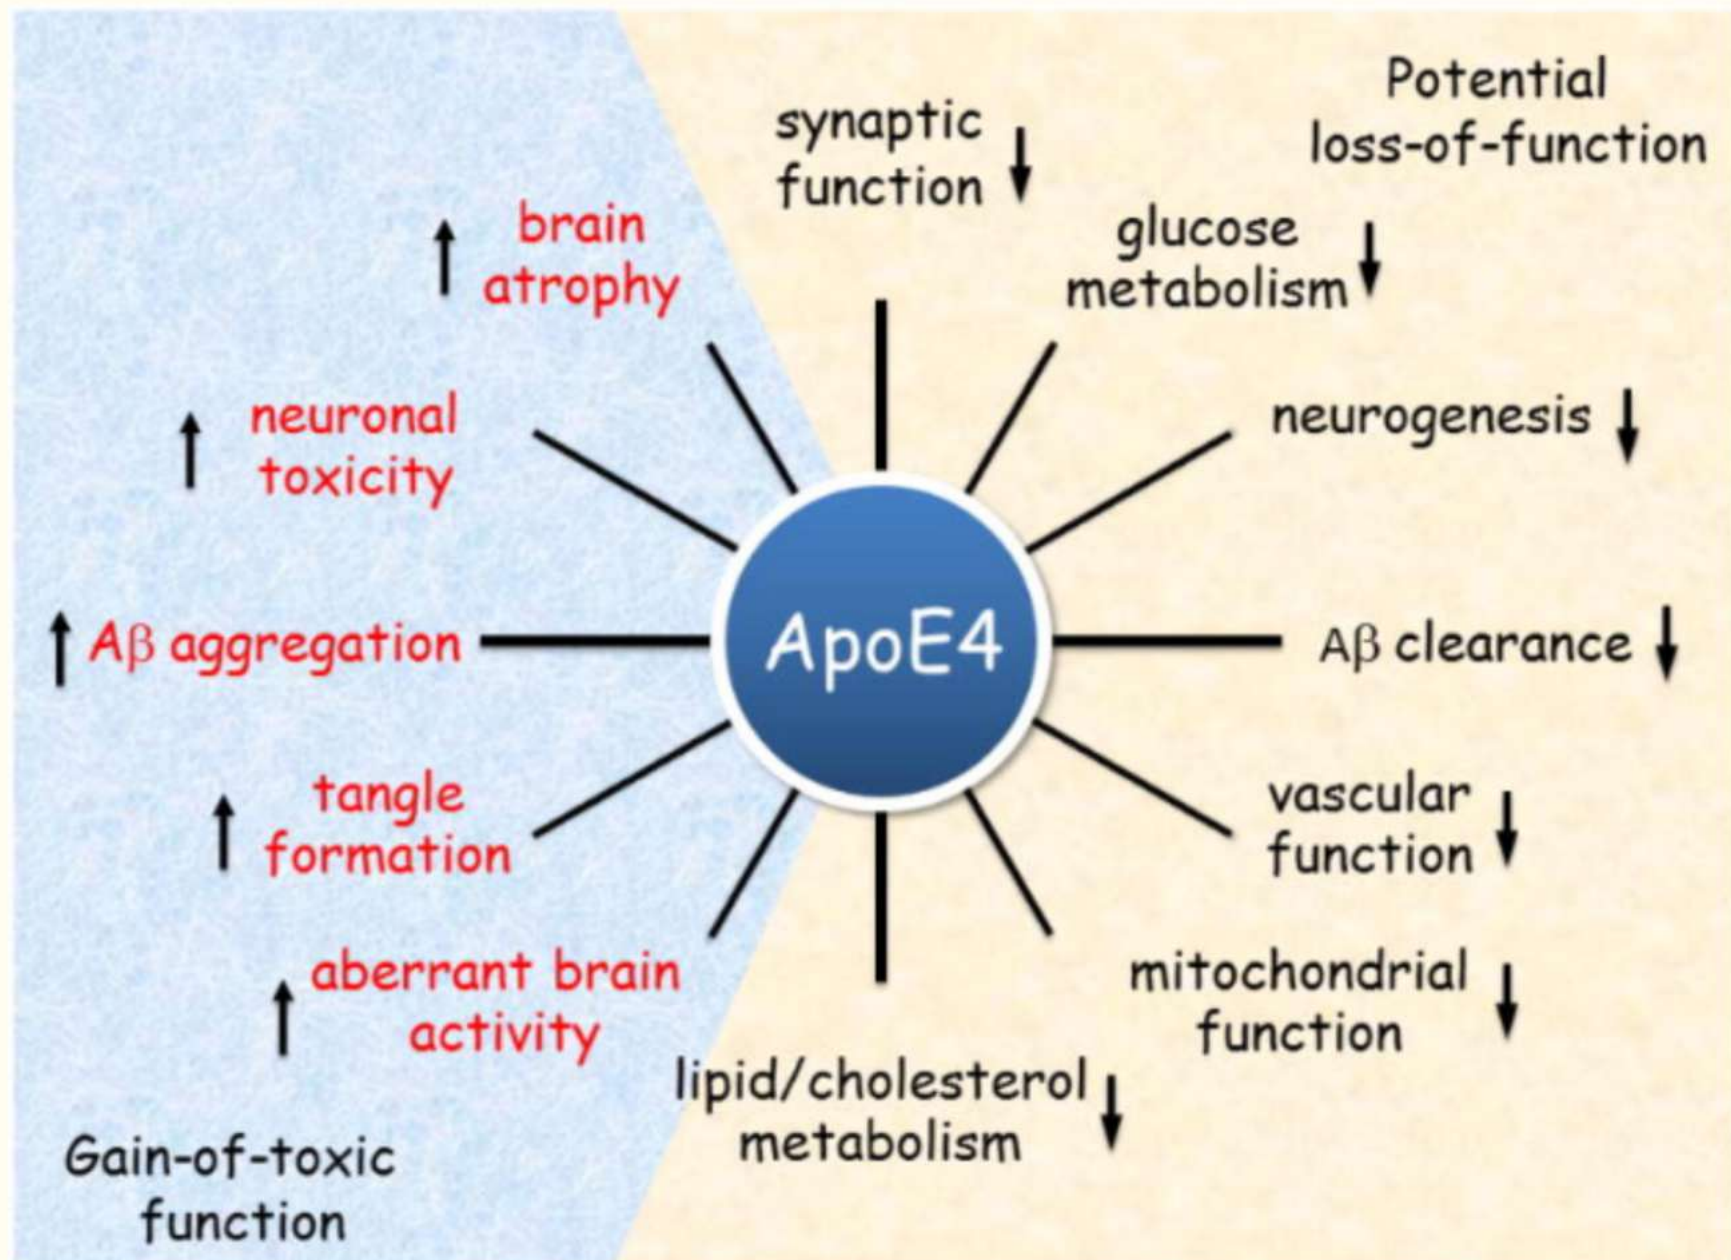 Potential
loss-of-function
synaptic
function ↓
glucose
metabolism ↓
neurogenesis ↓
Aβ clearance ↓
vascular
function ↓
mitochondrial
function ↓
lipid/cholesterol
metabolism ↓
↑ brain
atrophy
↑ neuronal
toxicity
↑ Aβ aggregation
↑ tangle
formation
↑ aberrant brain
activity
Gain-of-toxic
function
ApoE4